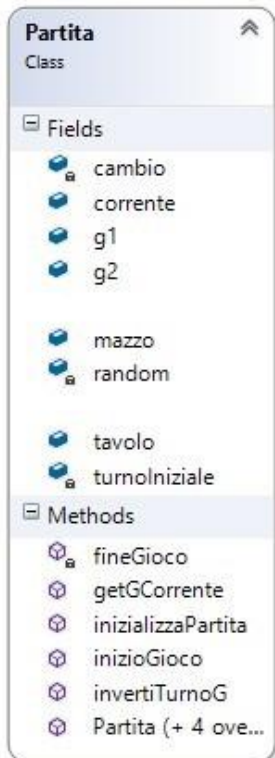 Partita
Class
Fields
cambio
corrente
g1
g2
mazzo
random
tavolo
turnoIniziale
Methods
fineGioco
getGCorrente
inizializzaPartita
inizioGioco
invertiTurnoG
Partita (+ 4 ove...